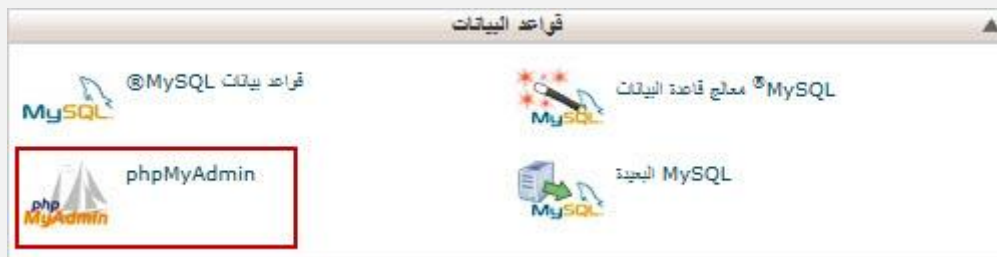 قواعد البيانات
قواعد بيانات MySQL®
MySQL
MySQL® معالج قاعدة البيانات
MySQL
phpMyAdmin
php
MyAdmin
MySQL البعيدة
MySQL